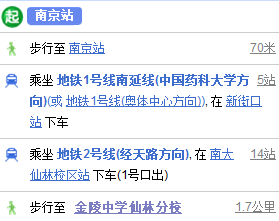 起 南京站
步行至 南京站 70米
乘坐 地铁1号线南延线(中国药科大学方 5站
向)(或 地铁1号线(奥体中心方向)), 在 新街口
站 下车
乘坐 地铁2号线(经天路方向), 在 南大 14站
仙林校区站 下车(1号口出)
步行至 金陵中学仙林分校 1.7公里